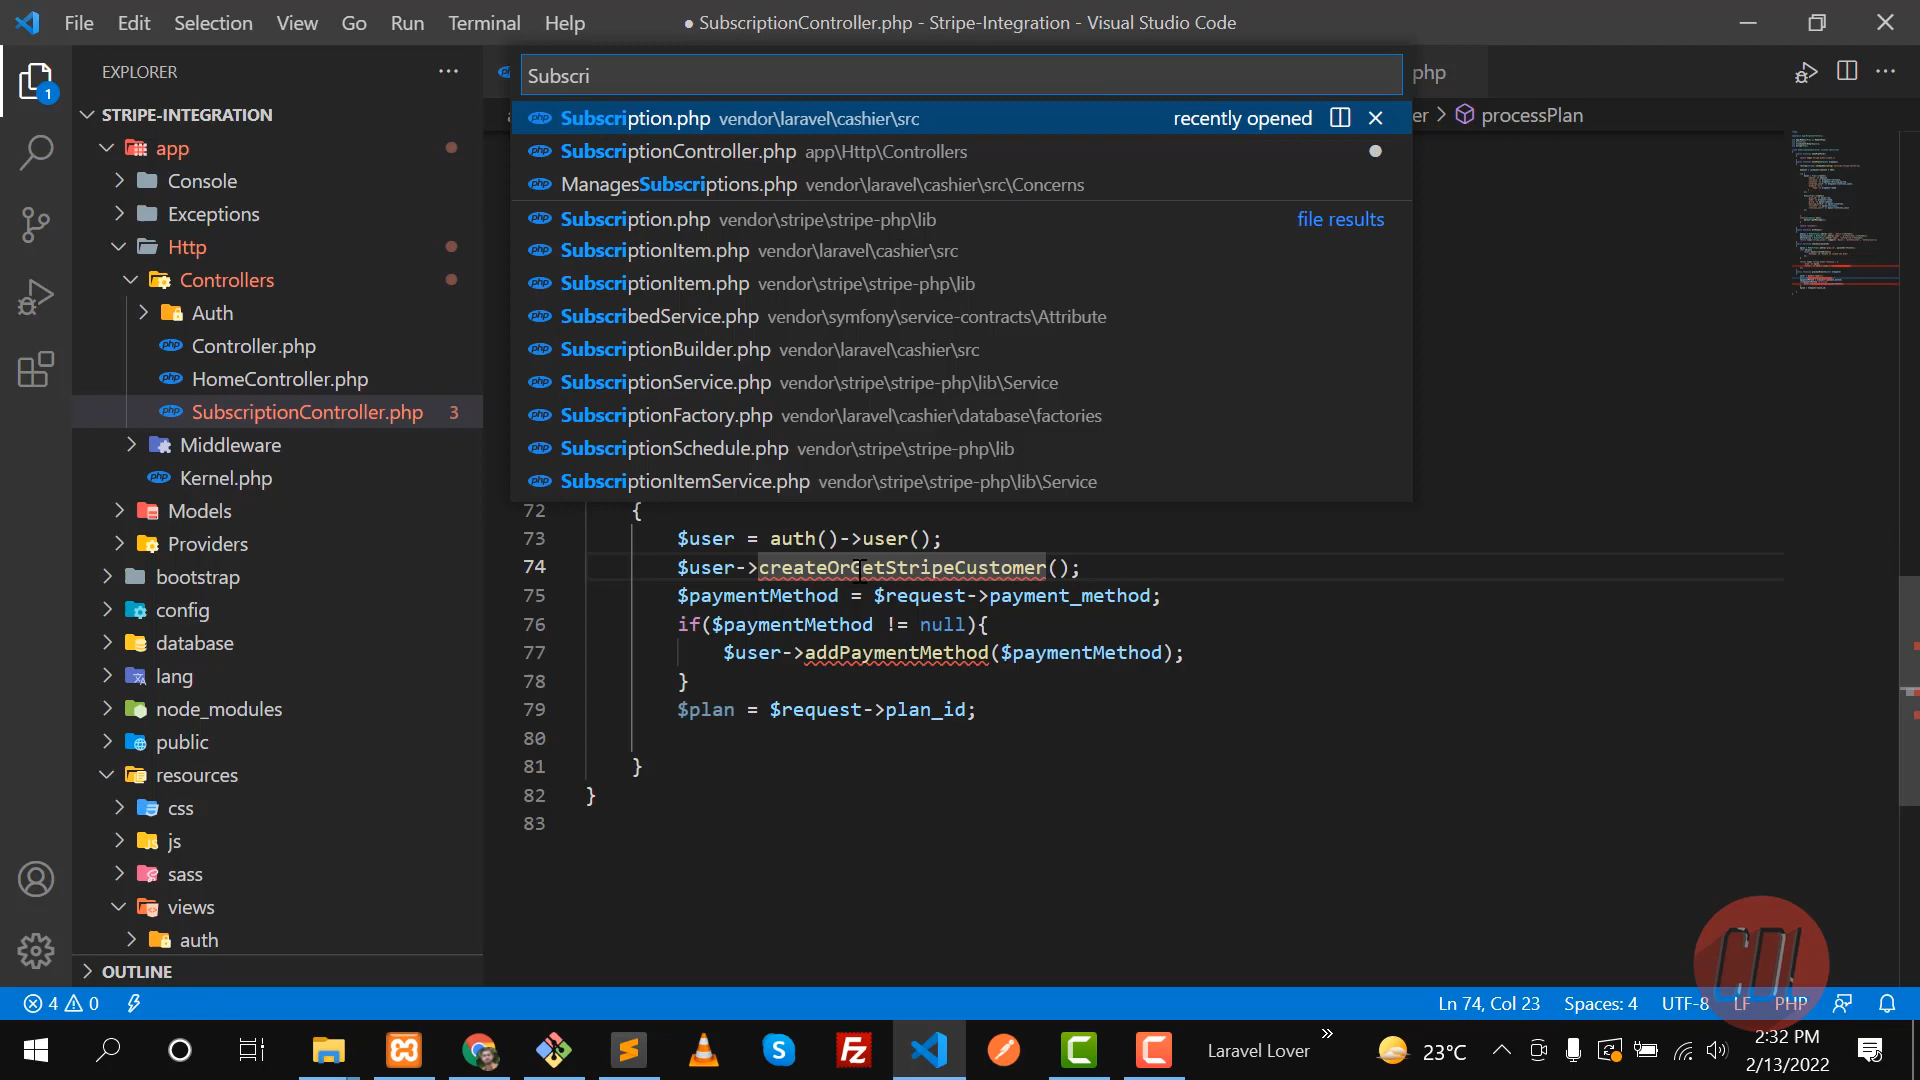 File Edit Selection View Go Run Terminal Help
● SubscriptionController.php - Stripe-Integration - Visual Studio Code
EXPLORER
1
STRIPE-INTEGRATION
app
Console
Exceptions
Http
Controllers
Auth
Controller.php
HomeController.php
SubscriptionController.php 3
Middleware
Kernel.php
Models
Providers
bootstrap
config
database
lang
node_modules
public
resources
css
js
sass
views
auth
OUTLINE
Subscri
php
Subscription.php vendor\laravel\cashier\src recently opened
SubscriptionController.php app\Http\Controllers
er > processPlan
ManagesSubscriptions.php vendor\laravel\cashier\src\Concerns
Subscription.php vendor\stripe\stripe-php\lib file results
SubscriptionItem.php vendor\laravel\cashier\src
SubscriptionItem.php vendor\stripe\stripe-php\lib
SubscribedService.php vendor\symfony\service-contracts\Attribute
SubscriptionBuilder.php vendor\laravel\cashier\src
SubscriptionService.php vendor\stripe\stripe-php\lib\Service
SubscriptionFactory.php vendor\laravel\cashier\database\factories
SubscriptionSchedule.php vendor\stripe\stripe-php\lib
SubscriptionItemService.php vendor\stripe\stripe-php\lib\Service
72 {
73 $user = auth()->user();
74 $user->createOrGetStripeCustomer();
75 $paymentMethod = $request->payment_method;
76 if($paymentMethod != null){
77 $user->addPaymentMethod($paymentMethod);
78 }
79 $plan = $request->plan_id;
80
81 }
82 }
83
4 0
Ln 74, Col 23 Spaces: 4 UTF-8 LF PHP
Laravel Lover
23°C
2:32 PM
2/13/2022